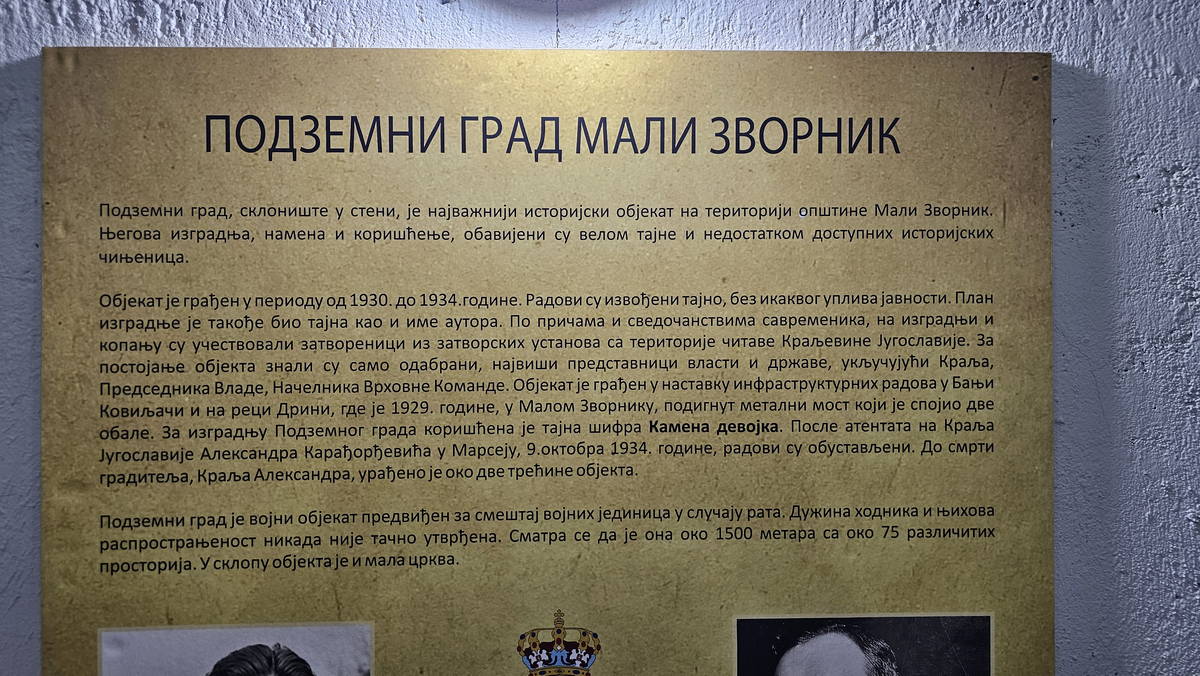 ПОДЗЕМНИ ГРАД МАЛИ ЗВОРНИК
Подземни град, склониште у стени, је најважнији историјски објекат на територији општине Мали Зворник.
Његова изградња, намена и коришћење, обавијени су велом тајне и недостатком доступних историјских
чињеница.
Објекат је грађен у периоду од 1930. до 1934.године. Радови су извођени тајно, без икаквог уплива јавности. План
изградње је такође био тајна као и име аутора. По причама и сведочанствима савременика, на изградњи и
копању су учествовали затвореници из затворских установа са територије читаве Краљевине Југославије. За
постојање објекта знали су само одабрани, највиши представници власти и државе, укључујући Краља,
Председника Владе, Начелника Врховне Команде. Објекат је грађен у наставку инфраструктурних радова у Бањи
Ковиљачи и на реци Дрини, где је 1929. године, у Малом Зворнику, подигнут метални мост који је спојио две
обале. За изградњу Подземног града коришћена је тајна шифра Камена девојка. После атентата на Краља
Југославије Александра Карађорђевића у Марсеју, 9.октобра 1934. године, радови су обустављени. До смрти
градитеља, Краља Александра, урађено је око две трећине објекта.
Подземни град је војни објекат предвиђен за смештај војних јединица у случају рата. Дужина ходника и њихова
распрострањеност никада није тачно утврђена. Сматра се да је она око 1500 метара са око 75 различитих
просторија. У склопу објекта је и мала црква.